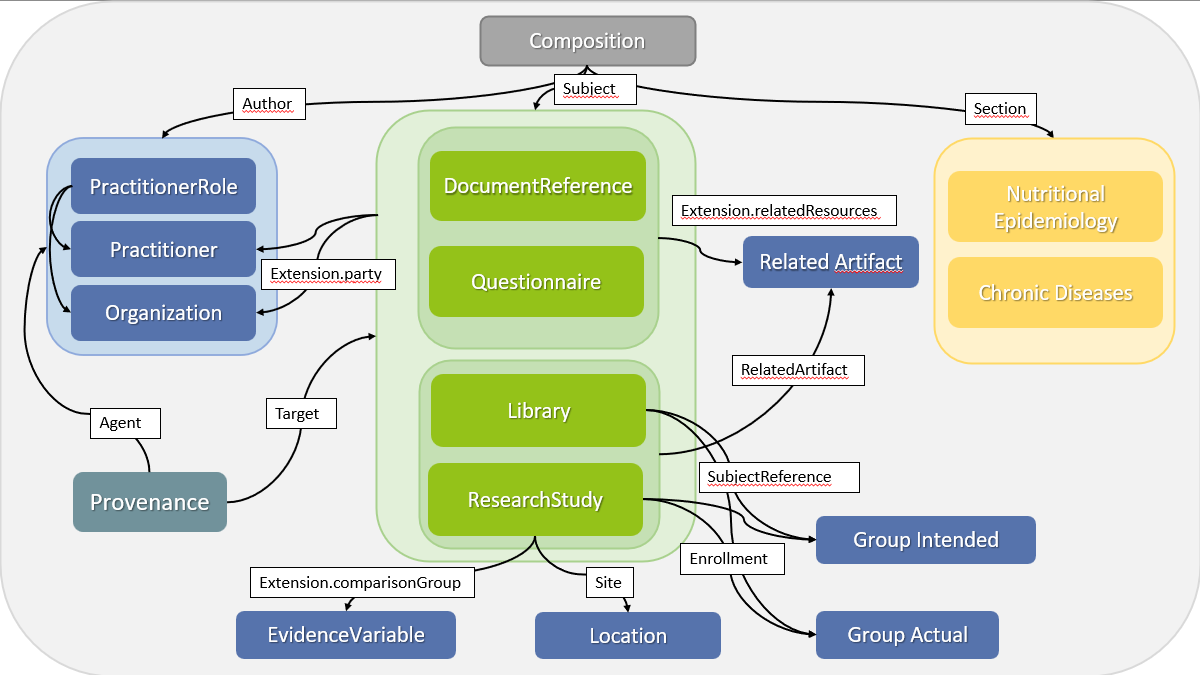 Composition
Subject
Author
Section
PractitionerRole
DocumentReference
Nutritional
Epidemiology
Extension.relatedResources
Practitioner
Related Artifact
Extension.party
Questionnaire
Chronic Diseases
Organization
RelatedArtifact
Library
Target
Agent
SubjectReference
Provenance
ResearchStudy
Group Intended
Enrollment
Extension.comparisonGroup
Site
EvidenceVariable
Location
Group Actual